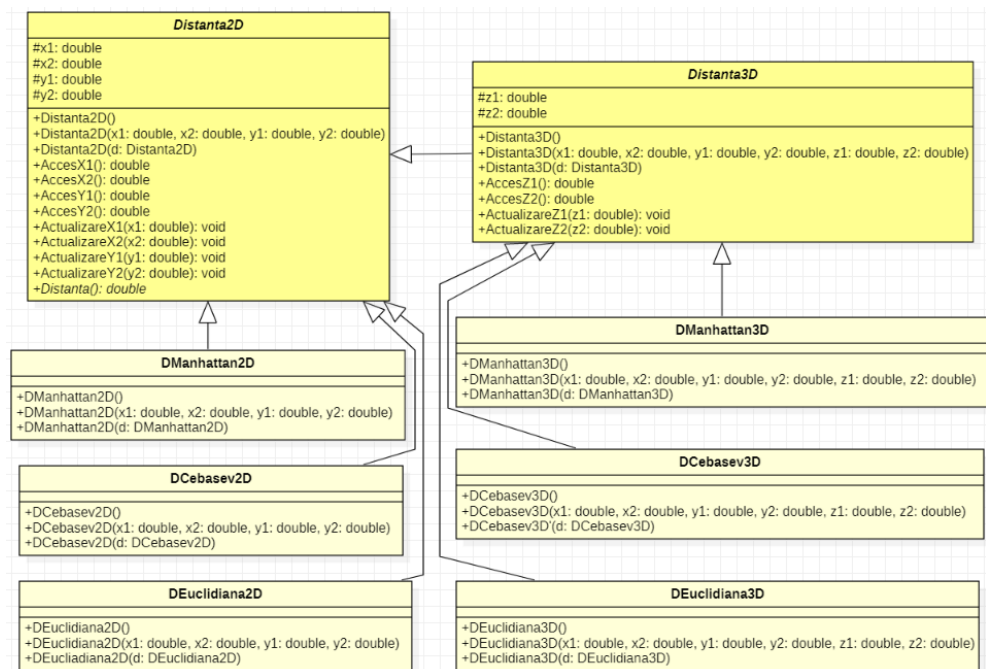 Distanta2D
#x1: double
#x2: double
#y1: double
#y2: double
+Distanta2D()
+Distanta2D(x1: double, x2: double, y1: double, y2: double)
+Distanta2D(d: Distanta2D)
+AccesX1(): double
+AccesX2(): double
+AccesY1(): double
+AccesY2(): double
+ActualizareX1(x1: double): void
+ActualizareX2(x2: double): void
+ActualizareY1(y1: double): void
+ActualizareY2(y2: double): void
+Distanta(): double
Distanta3D
#z1: double
#z2: double
+Distanta3D()
+Distanta3D(x1: double, x2: double, y1: double, y2: double, z1: double, z2: double)
+Distanta3D(d: Distanta3D)
+AccesZ1(): double
+AccesZ2(): double
+ActualizareZ1(z1: double): void
+ActualizareZ2(z2: double): void
DManhattan2D
+DManhattan2D()
+DManhattan2D(x1: double, x2: double, y1: double, y2: double)
+DManhattan2D(d: DManhattan2D)
DManhattan3D
+DManhattan3D()
+DManhattan3D(x1: double, x2: double, y1: double, y2: double, z1: double, z2: double)
+DManhattan3D(d: DManhattan3D)
DCebasev2D
+DCebasev2D()
+DCebasev2D(x1: double, x2: double, y1: double, y2: double)
+DCebasev2D(d: DCebasev2D)
DCebasev3D
+DCebasev3D()
+DCebasev3D(x1: double, x2: double, y1: double, y2: double, z1: double, z2: double)
+DCebasev3D'(d: DCebasev3D)
DEuclidiana2D
+DEuclidiana2D()
+DEuclidiana2D(x1: double, x2: double, y1: double, y2: double)
+DEucliadiana2D(d: DEuclidiana2D)
DEuclidiana3D
+DEuclidiana3D()
+DEuclidiana3D(x1: double, x2: double, y1: double, y2: double, z1: double, z2: double)
+DEuclidiana3D(d: DEuclidiana3D)